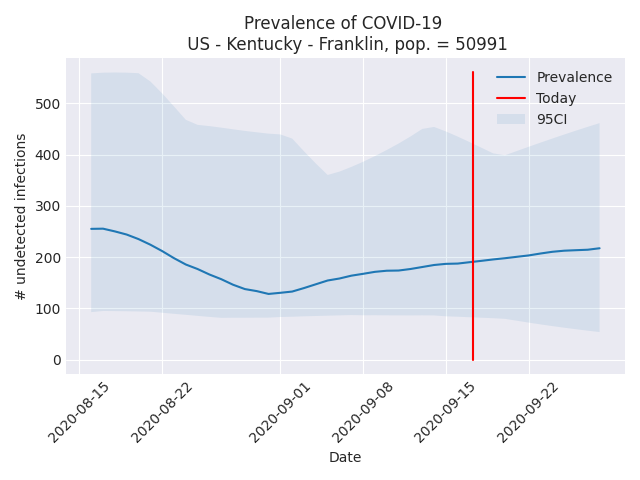 Prevalence of COVID-19
US - Kentucky - Franklin, pop. = 50991
Prevalence
Today
95CI
# undetected infections
500
400
300
200
100
0
2020-08-15
2020-08-22
2020-09-01
2020-09-08
2020-09-15
2020-09-22
Date